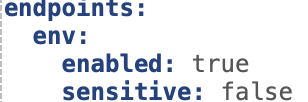 endpoints:
  env:
    enabled: true
    sensitive: false